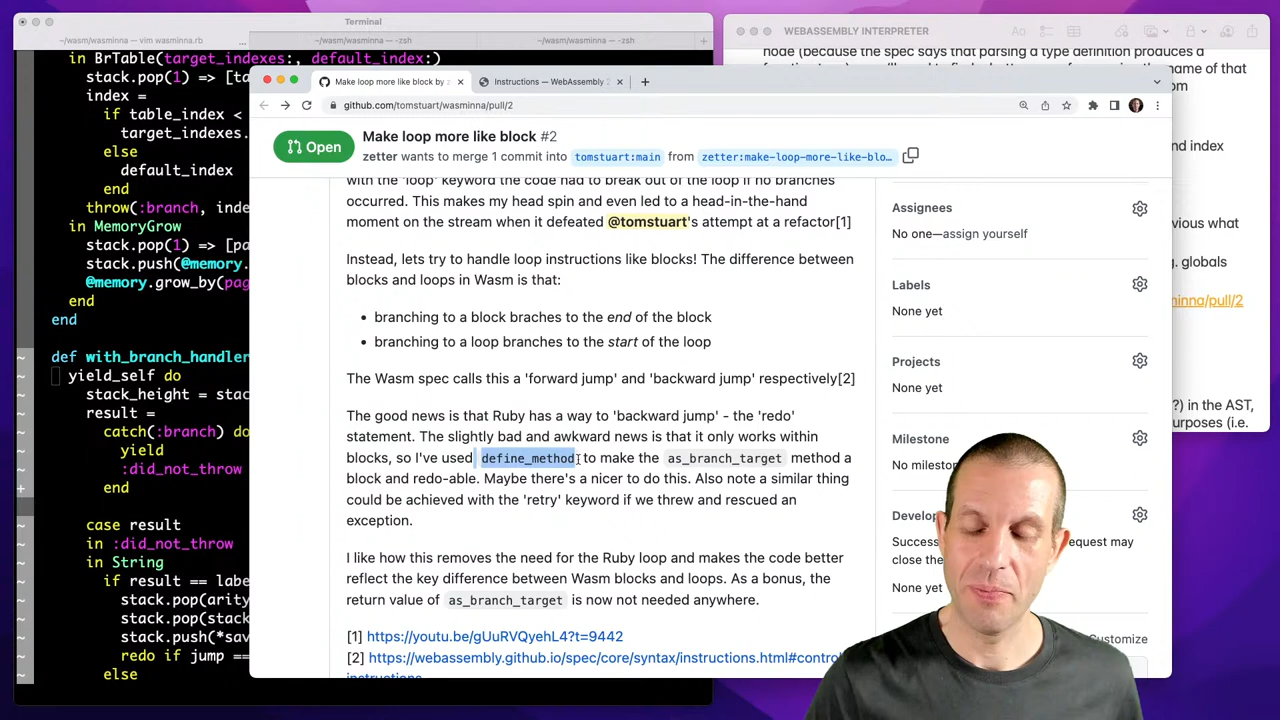 Terminal
~/wasm/wasminna — vim wasminna.rb
...
~/wasm/wasminna — -zsh
~/wasm/wasminna — -zsh
in BrTable(target_indexes:, default_index:)
stack.pop(1) => [ta
index =
if table_index <
target_indexes.
else
default_index
end
throw(:branch, inde
in MemoryGrow
stack.pop(1) => [pa
stack.push(@memory.
@memory.grow_by(pag
end
end
def with_branch_handler
yield_self do
stack_height = stac
result =
catch(:branch) do
yield
:did_not_throw
end
case result
in :did_not_throw
in String
if result == labe
stack.pop(arity
stack.pop(stack
stack.push(*sav
redo if jump ==
else
WEBASSEMBLY INTERPRETER
node (because the spec says that parsing a type
name of that
om
nd index
vious what
g. globals
inna/pull/2
?) in the AST,
urposes (i.e.
Make loop more like block by z
Instructions — WebAssembly 2
github.com/tomstuart/wasminna/pull/2
Open
Make loop more like block #2
zetter wants to merge 1 commit into tomstuart:main from zetter:make-loop-more-like-blo...
with the 'loop' keyword the code had to break out of the loop if no branches
occurred. This makes my head spin and even led to a head-in-the-hand
moment on the stream when it defeated @tomstuart's attempt at a refactor[1]
Instead, lets try to handle loop instructions like blocks! The difference between
blocks and loops in Wasm is that:
• branching to a block braches to the end of the block
• branching to a loop branches to the start of the loop
The Wasm spec calls this a 'forward jump' and 'backward jump' respectively[2]
The good news is that Ruby has a way to 'backward jump' - the 'redo'
statement. The slightly bad and awkward news is that it only works within
blocks, so I've used define_method to make the as_branch_target method a
block and redo-able. Maybe there's a nicer to do this. Also note a similar thing
could be achieved with the 'retry' keyword if we threw and rescued an
exception.
I like how this removes the need for the Ruby loop and makes the code better
reflect the key difference between Wasm blocks and loops. As a bonus, the
return value of as_branch_target is now not needed anywhere.
[1] https://youtu.be/gUuRVQyehL4?t=9442
[2] https://webassembly.github.io/spec/core/syntax/instructions.html#control
instructions
Assignees
No one—assign yourself
Labels
None yet
Projects
None yet
Milestone
No milesto
Develop
Success
equest may
close the
None yet
Customize